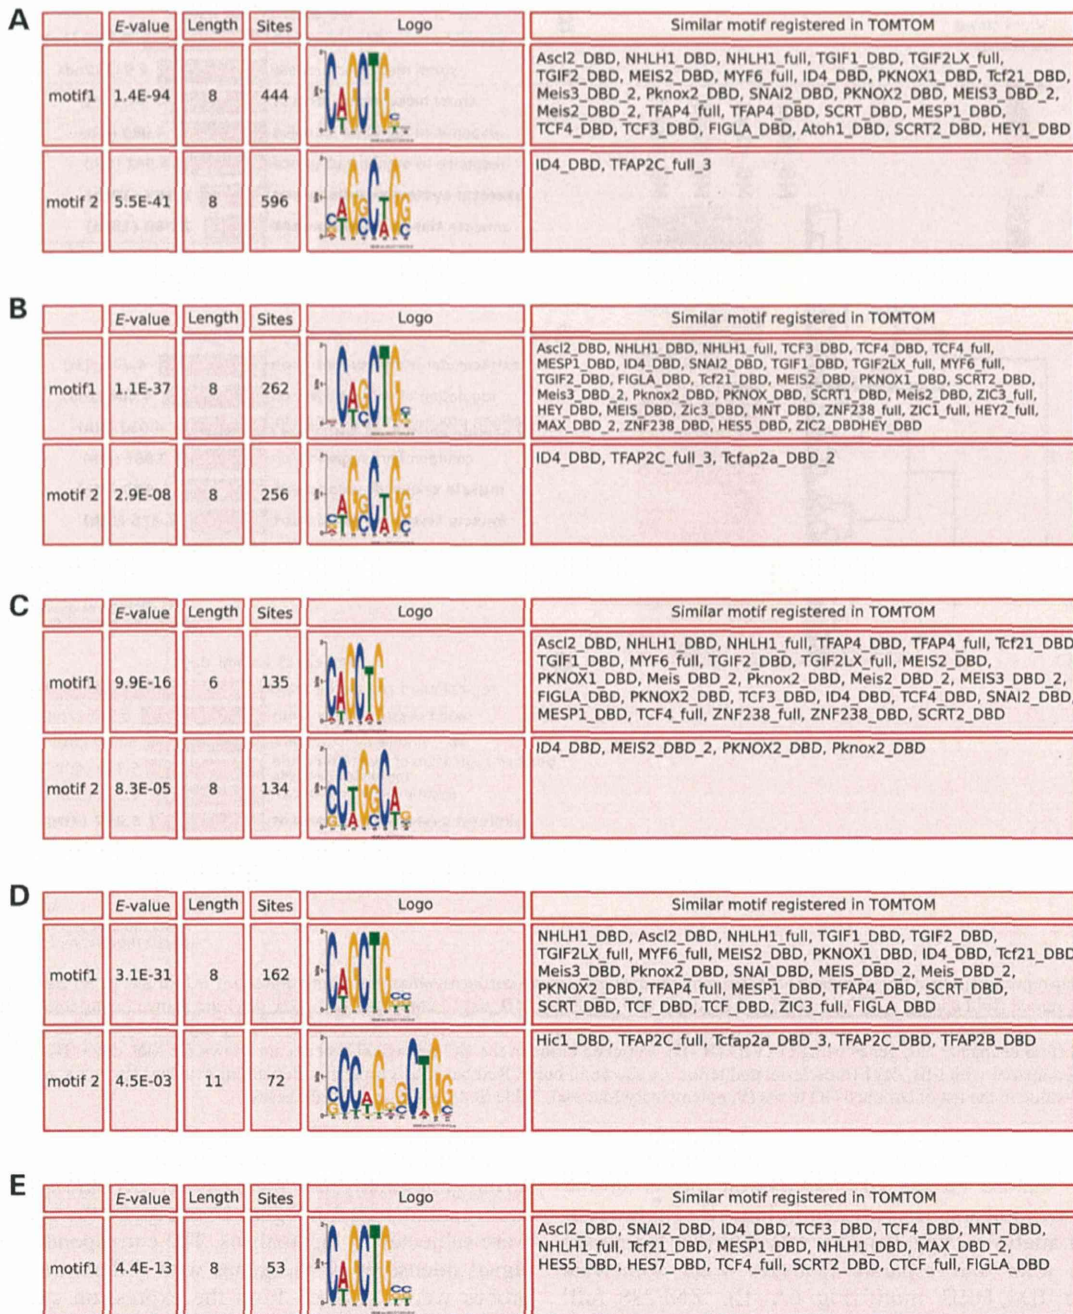 A
E-value Length Sites Logo Similar motif registered in TOMTOM
motif1 1.4E-94 8 444
Ascl2_DBD, NHLH1_DBD, NHLH1_full, TGIF1_DBD, TGIF2LX_full,
TGIF2_DBD, MEIS2_DBD, MYF6_full, ID4_DBD, PKNOX1_DBD, Tcf21_DBD,
Meis3_DBD_2, Pknox2_DBD, SNAI2_DBD, PKNOX2_DBD, MEIS3_DBD_2,
Meis2_DBD_2, TFAP4_full, TFAP4_DBD, SCRT_DBD, MESP1_DBD,
TCF4_DBD, TCF3_DBD, FIGLA_DBD, Atoh1_DBD, SCRT2_DBD, HEY1_DBD
motif 2 5.5E-41 8 596
ID4_DBD, TFAP2C_full_3
B
E-value Length Sites Logo Similar motif registered in TOMTOM
motif1 1.1E-37 8 262
Ascl2_DBD, NHLH1_DBD, NHLH1_full, TCF3_DBD, TCF4_DBD, TCF4_full,
MESP1_DBD, ID4_DBD, SNAI2_DBD, TGIF1_DBD, TGIF2LX_full, MYF6_full,
TGIF2_DBD, FIGLA_DBD, Tcf21_DBD, MEIS2_DBD, PKNOX1_DBD, SCRT2_DBD,
Meis3_DBD_2, Pknox2_DBD, PKNOX_DBD, SCRT1_DBD, Meis2_DBD, ZIC3_full,
HEY_DBD, MEIS_DBD, Zic3_DBD, MNT_DBD, ZNF238_full, ZIC1_full, HEY2_full,
MAX_DBD_2, ZNF238_DBD, HES5_DBD, ZIC2_DBDHEY_DBD
motif 2 2.9E-08 8 256
ID4_DBD, TFAP2C_full_3, Tcfap2a_DBD_2
C
E-value Length Sites Logo Similar motif registered in TOMTOM
motif1 9.9E-16 6 135
Ascl2_DBD, NHLH1_DBD, NHLH1_full, TFAP4_DBD, TFAP4_full, Tcf21_DBD
TGIF1_DBD, MYF6_full, TGIF2_DBD, TGIF2LX_full, MEIS2_DBD,
PKNOX1_DBD, Meis_DBD_2, Pknox2_DBD, Meis2_DBD_2, MEIS3_DBD_2,
FIGLA_DBD, PKNOX2_DBD, TCF3_DBD, ID4_DBD, TCF4_DBD, SNAI2_DBD,
MESP1_DBD, TCF4_full, ZNF238_full, ZNF238_DBD, SCRT2_DBD
motif 2 8.3E-05 8 134
ID4_DBD, MEIS2_DBD_2, PKNOX2_DBD, Pknox2_DBD
D
E-value Length Sites Logo Similar motif registered in TOMTOM
motif1 3.1E-31 8 162
NHLH1_DBD, Ascl2_DBD, NHLH1_full, TGIF1_DBD, TGIF2_DBD,
TGIF2LX_full, MYF6_full, MEIS2_DBD, PKNOX1_DBD, ID4_DBD, Tcf21_DBD
Meis3_DBD, Pknox2_DBD, SNAI_DBD, MEIS_DBD_2, Meis_DBD_2,
PKNOX2_DBD, TFAP4_full, MESP1_DBD, TFAP4_DBD, SCRT_DBD,
SCRT_DBD, TCF_DBD, TCF_DBD, ZIC3_full, FIGLA_DBD
motif 2 4.5E-03 11 72
Hic1_DBD, TFAP2C_full, Tcfap2a_DBD_3, TFAP2C_DBD, TFAP2B_DBD
E
E-value Length Sites Logo Similar motif registered in TOMTOM
motif1 4.4E-13 8 53
Ascl2_DBD, SNAI2_DBD, ID4_DBD, TCF3_DBD, TCF4_DBD, MNT_DBD,
NHLH1_full, Tcf21_DBD, MESP1_DBD, NHLH1_DBD, MAX_DBD_2,
HES5_DBD, HES7_DBD, TCF4_full, SCRT2_DBD, CTCF_full, FIGLA_DBD